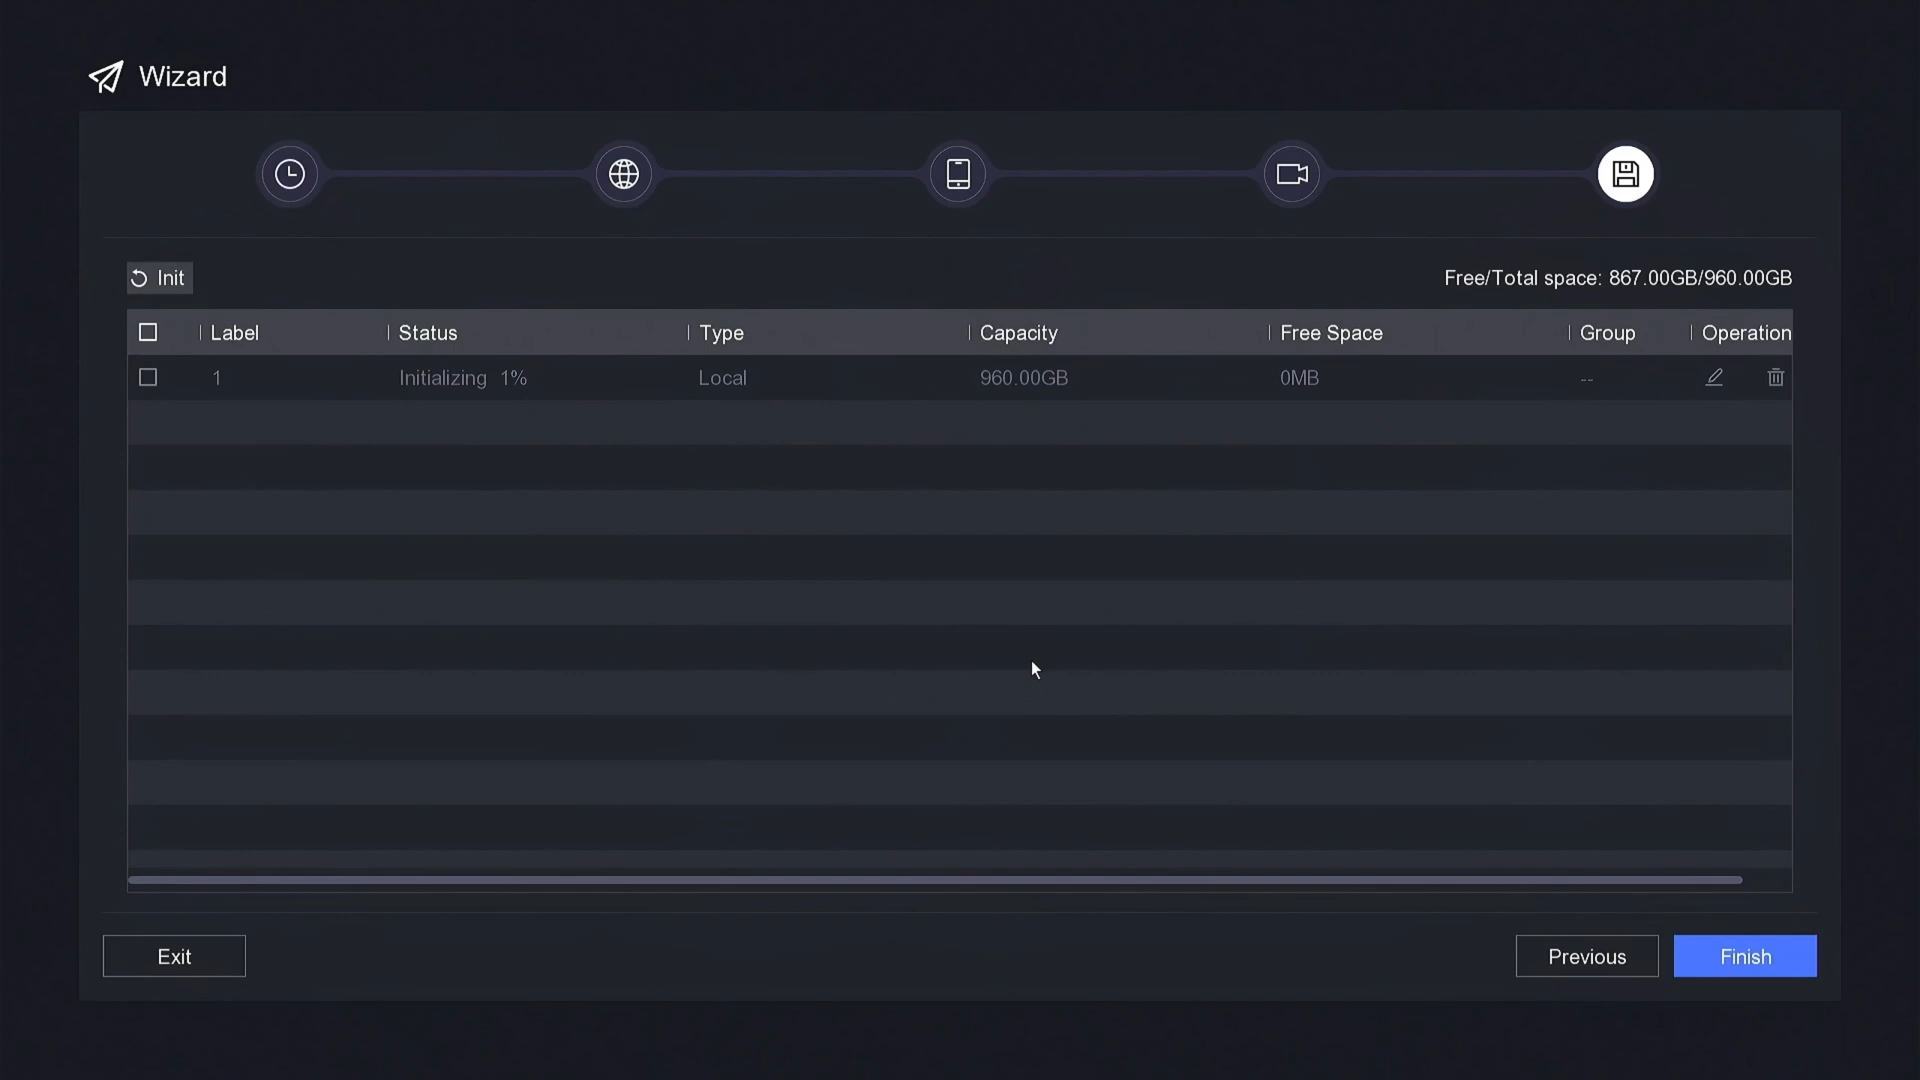 Wizard
Init
Free/Total space: 867.00GB/960.00GB
Label Status Type Capacity Free Space Group Operation
1 Initializing 1% Local 960.00GB 0MB --
Exit Previous Finish